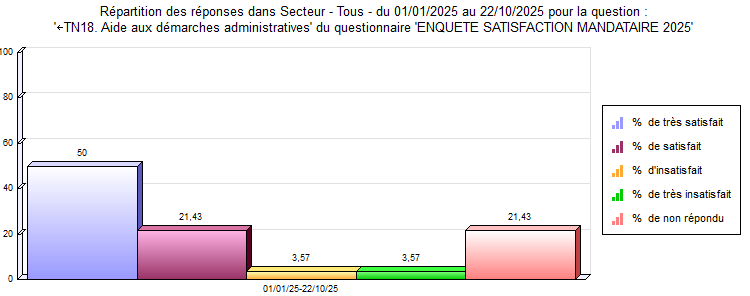 Répartition des réponses dans Secteur - Tous - du 01/01/2025 au 22/10/2025 pour la question :
'←TN18. Aide aux démarches administratives' du questionnaire 'ENQUETE SATISFACTION MANDATAIRE 2025'
100
80
60
40
20
0
50
21,43
3,57
3,57
21,43
01/01/25-22/10/25
% de très satisfait
% de satisfait
% d'insatisfait
% de très insatisfait
% de non répondu